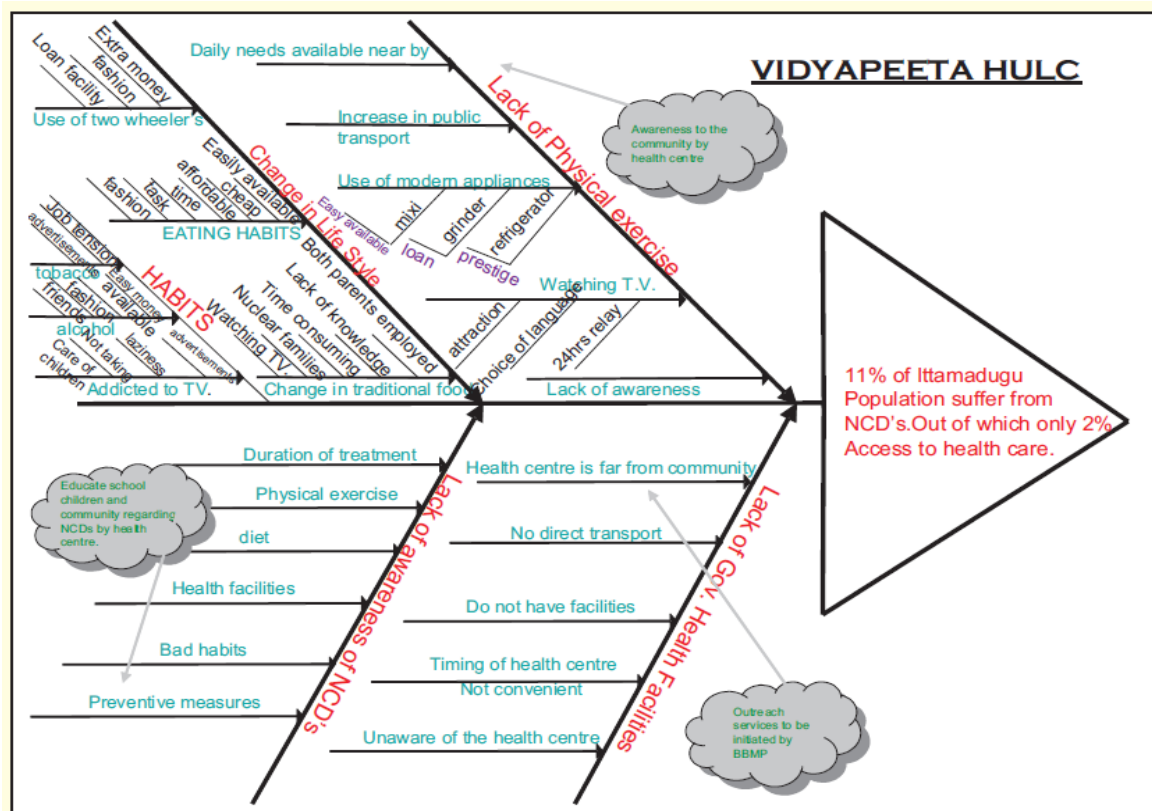 VIDYAPEETA HULC
Extra money
fashion
Loan facility
Use of two wheeler's
Easily available
cheap
affordable
time
Task
fashion
EATING HABITS
Change in Life Style
Job tension
advertisements
tobacco
Easy money
available
fashion
friends
alcohol
HABITS
advertisements
laziness
Not taking
Care of
children
Addicted to TV.
Both parents employed
Lack of knowledge
Time consuming
Nuclear families
Watching TV.
Change in traditional food
Daily needs available near by
Increase in public
transport
Use of modern appliances
mixi
grinder
refrigerator
Easy available
loan
prestige
Watching T.V.
attraction
Choice of language
24hrs relay
Lack of awareness
Lack of Physical exercise
Awareness to the
community by
health centre
11% of Ittamadugu
Population suffer from
NCD's.Out of which only 2%
Access to health care.
Duration of treatment
Physical exercise
diet
Health facilities
Bad habits
Preventive measures
Lack of awareness of NCD's
Educate school
children and
community regarding
NCDs by health
centre.
Health centre is far from community
No direct transport
Do not have facilities
Timing of health centre
Not convenient
Unaware of the health centre
Lack of Gov. Health Facilities
Outreach
services to be
initiated by
BBMP